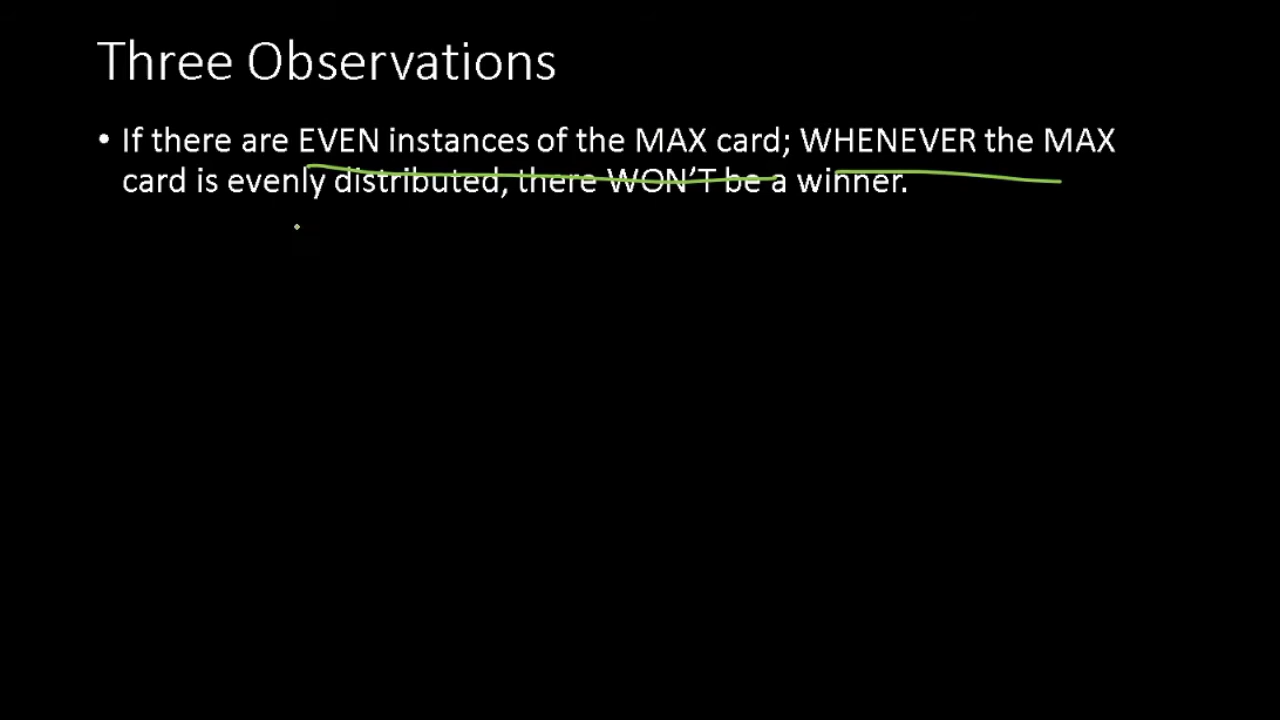 Three Observations
• If there are EVEN instances of the MAX card; WHENEVER the MAX
card is evenly distributed, there WON'T be a winner.